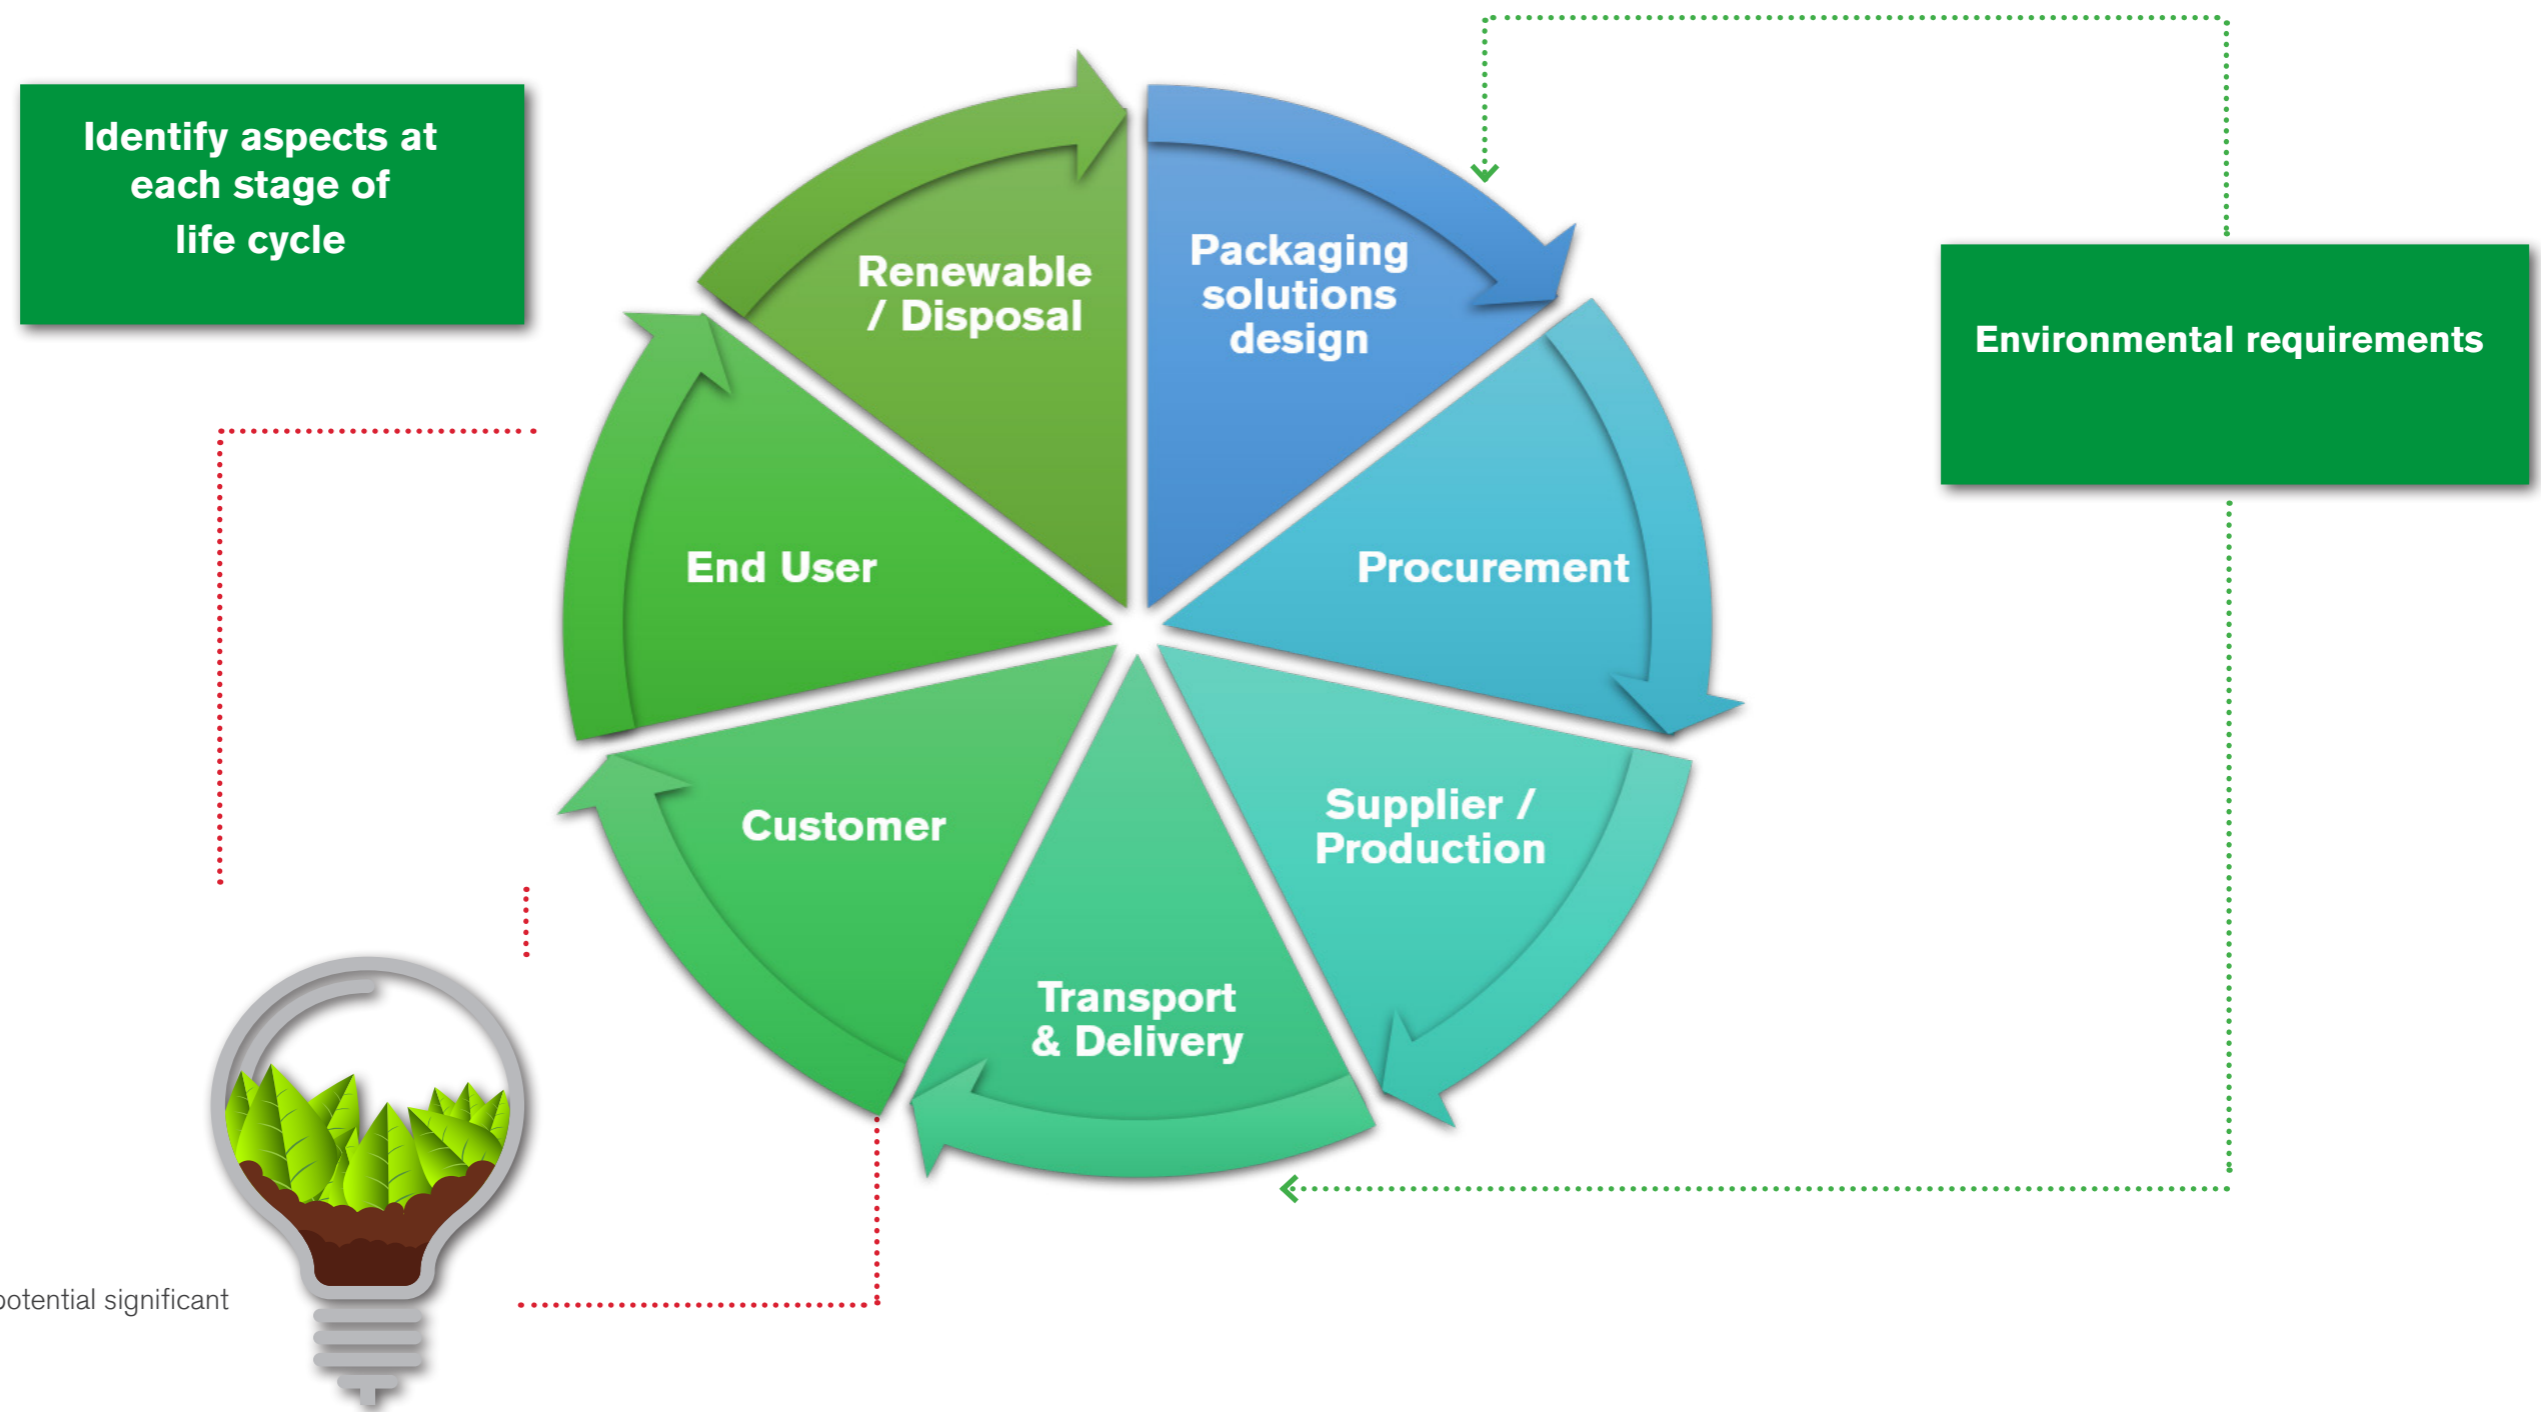 Identify aspects at
each stage of
life cycle
Renewable
/ Disposal
Packaging
solutions
design
Environmental requirements
End User
Procurement
Customer
Supplier /
Production
Transport
& Delivery
potential significant